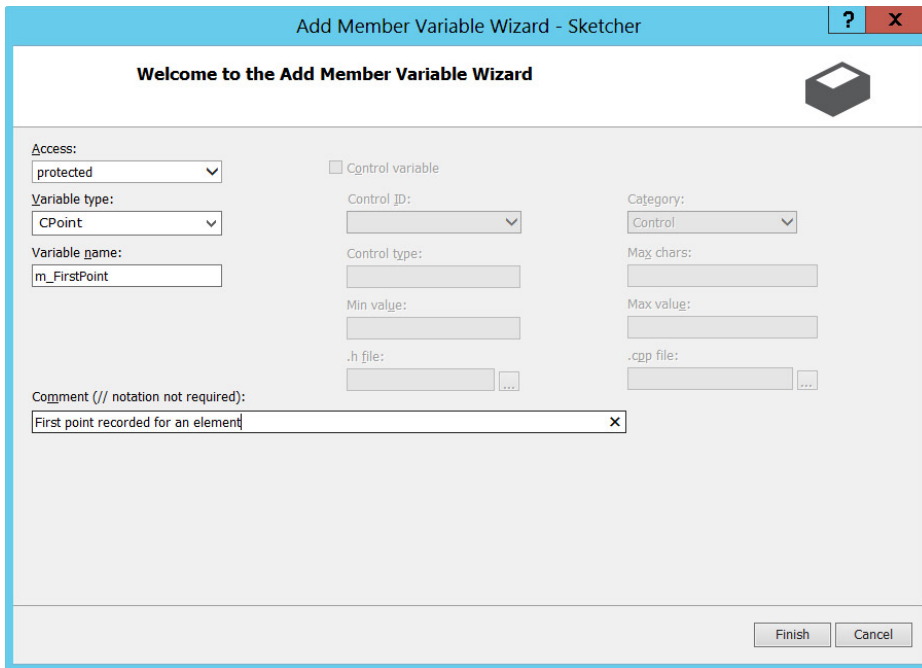 Add Member Variable Wizard - Sketcher
? x
Welcome to the Add Member Variable Wizard
Access:
protected
Control variable
Variable type:
Control ID:
Category:
CPoint
Control
Variable name:
Control type:
Max chars:
m_FirstPoint
Min value:
Max value:
.h file:
.cpp file:
...
...
Comment (// notation not required):
First point recorded for an element
Finish
Cancel